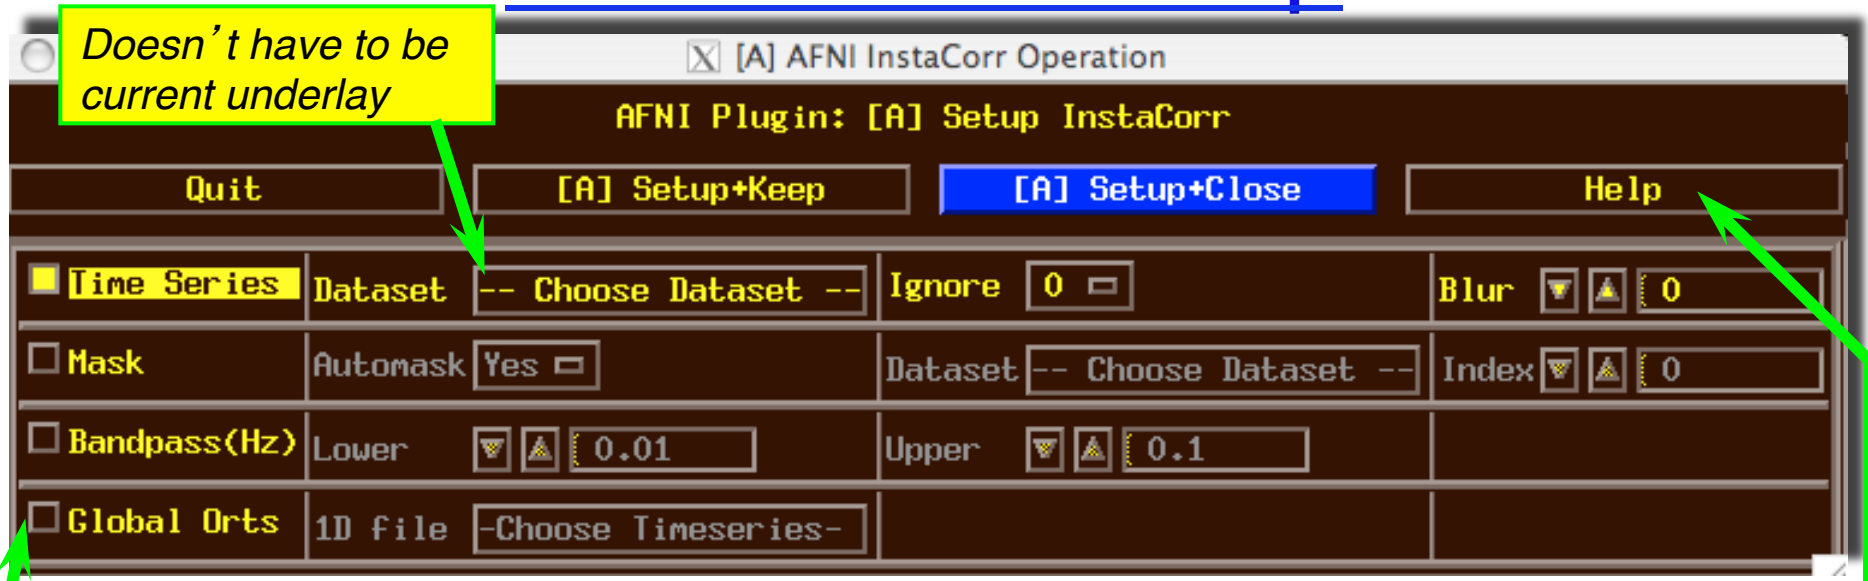 Doesn’t have to be
current underlay
X [A] AFNI InstaCorr Operation
AFNI Plugin: [A] Setup InstaCorr
Quit [A] Setup+Keep [A] Setup+Close Help
Time Series Dataset -- Choose Dataset -- Ignore 0 Blur 0
Mask Automask Yes Dataset -- Choose Dataset -- Index 0
Bandpass(Hz) Lower 0.01 Upper 0.1
Global Orts 1D file -Choose Timeseries-